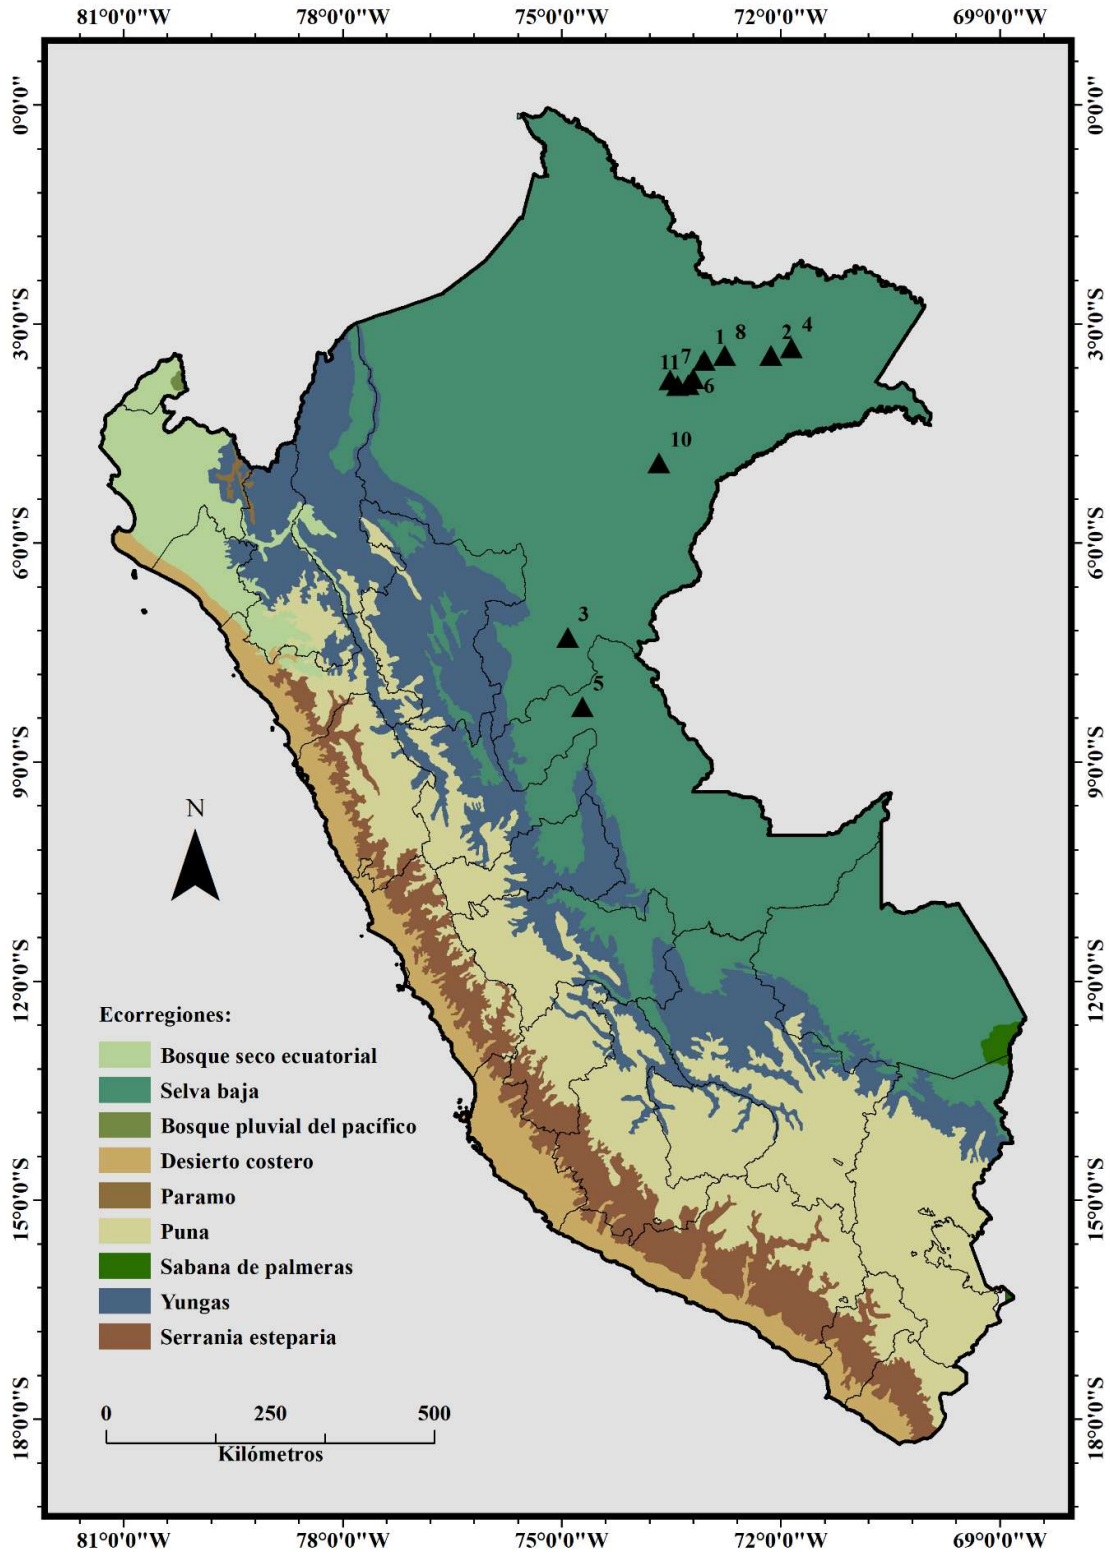 81°0'0"W 78°0'0"W 75°0'0"W 72°0'0"W 69°0'0"W
0°0'0" 0°0'0"
3°0'0"S 3°0'0"S
1 8 2 4
11 7
6
10
6°0'0"S 6°0'0"S
3
5
9°0'0"S 9°0'0"S
N
12°0'0"S 12°0'0"S
Ecorregiones:
Bosque seco ecuatorial
Selva baja
Bosque pluvial del pacífico
Desierto costero
Paramo
Puna
Sabana de palmeras
Yungas
Serrania esteparia
15°0'0"S 15°0'0"S
18°0'0"S 18°0'0"S
0 250 500
Kilómetros
81°0'0"W 78°0'0"W 75°0'0"W 72°0'0"W 69°0'0"W